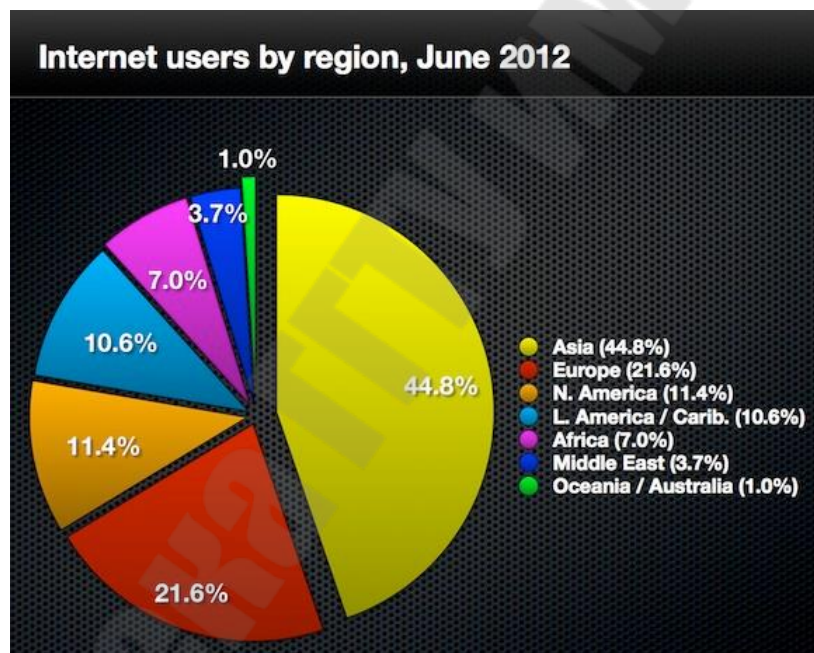 Internet users by region, June 2012
1.0%
3.7%
7.0%
10.6%
11.4%
21.6%
44.8%
Asia (44.8%)
Europe (21.6%)
N. America (11.4%)
L. America / Carib. (10.6%)
Africa (7.0%)
Middle East (3.7%)
Oceania / Australia (1.0%)